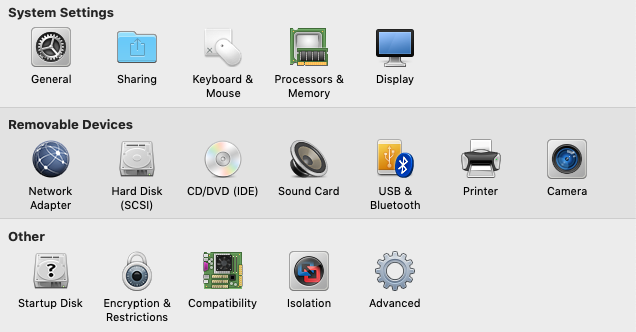 System Settings
General
Sharing
Keyboard &
Mouse
Processors &
Memory
Display
Removable Devices
Network
Adapter
Hard Disk
(SCSI)
CD/DVD (IDE)
Sound Card
USB &
Bluetooth
Printer
Camera
Other
?
Startup Disk
Encryption &
Restrictions
Compatibility
Isolation
Advanced